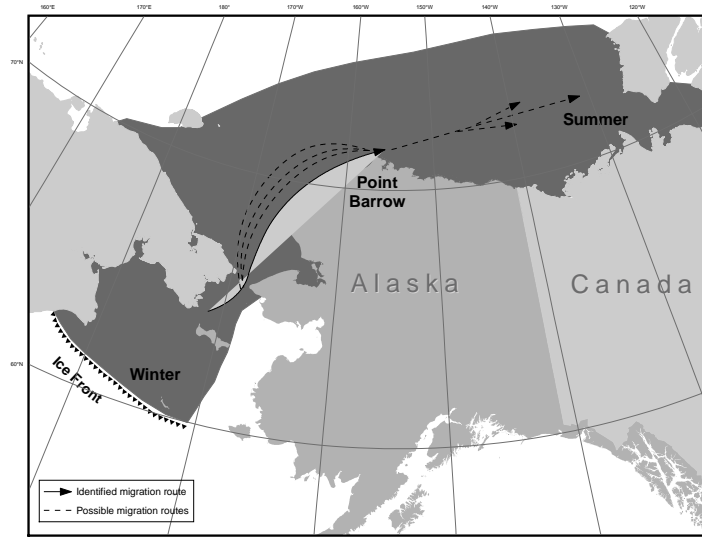 160°E
170°E
180°
170°W
160°W
150°W
140°W
130°W
120°W
70°N
60°N
Summer
Point
Barrow
Alaska
Canada
Winter
Ice Front
Identified migration route
Possible migration routes